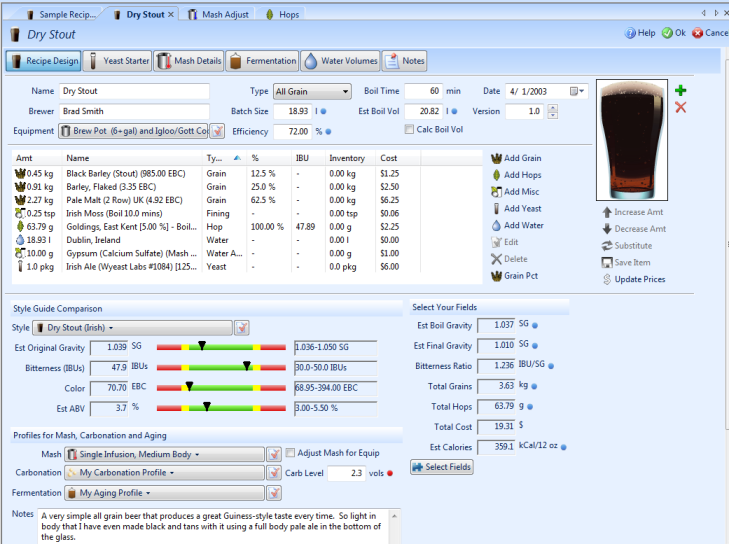 Sample Recip... Dry Stout × Mash Adjust Hops
Dry Stout Help Ok Cance
Recipe Design Yeast Starter Mash Details Fermentation Water Volumes Notes
Name Dry Stout Type All Grain Boil Time 60 min Date 4/ 1/2003
Brewer Brad Smith Batch Size 18.93 l Est Boil Vol 20.82 l Version 1.0
Equipment Brew Pot (6+gal) and Igloo/Gott Coo Efficiency 72.00 % Calc Boil Vol
Amt Name Ty... % IBU Inventory Cost
0.45 kg Black Barley (Stout) (985.00 EBC) Grain 12.5 % - 0.00 kg $1.25
0.91 kg Barley, Flaked (3.35 EBC) Grain 25.0 % - 0.00 kg $2.50
2.27 kg Pale Malt (2 Row) UK (4.92 EBC) Grain 62.5 % - 0.00 kg $6.25
0.25 tsp Irish Moss (Boil 10.0 mins) Fining - - 0.00 tsp $0.06
63.79 g Goldings, East Kent [5.00 %] - Boil... Hop 100.00 % 47.89 0.00 g $2.25
18.93 l Dublin, Ireland Water - - 0.00 l $0.00
10.00 g Gypsum (Calcium Sulfate) (Mash ... Water A... - - 0.00 g $1.00
1.0 pkg Irish Ale (Wyeast Labs #1084) [125... Yeast - - 0.0 pkg $6.00
Add Grain
Add Hops
Add Misc
Add Yeast
Add Water
Edit
Delete
Grain Pct
Increase Amt
Decrease Amt
Substitute
Save Item
Update Prices
Style Guide Comparison
Style Dry Stout (Irish)
Est Original Gravity 1.039 SG 1.036-1.050 SG
Bitterness (IBUs) 47.9 IBUs 30.0-50.0 IBUs
Color 70.70 EBC 68.95-394.00 EBC
Est ABV 3.7 % 3.00-5.50 %
Select Your Fields
Est Boil Gravity 1.037 SG
Est Final Gravity 1.010 SG
Bitterness Ratio 1.236 IBU/SG
Total Grains 3.63 kg
Total Hops 63.79 g
Total Cost 19.31 $
Est Calories 359.1 kCal/12 oz
Select Fields
Profiles for Mash, Carbonation and Aging
Mash Single Infusion, Medium Body Adjust Mash for Equip
Carbonation My Carbonation Profile Carb Level 2.3 vols
Fermentation My Aging Profile
Notes A very simple all grain beer that produces a great Guiness-style taste every time. So light in
body that I have even made black and tans with it using a full body pale ale in the bottom of
the glass.